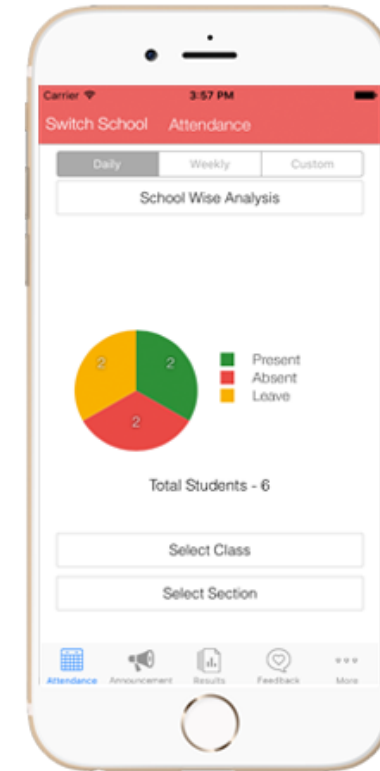 Carrier 3:57 PM
Switch School Attendance
Daily Weekly Custom
School Wise Analysis
2 2
2
Present
Absent
Leave
Total Students - 6
Select Class
Select Section
Attendance Announcement Results Feedback More